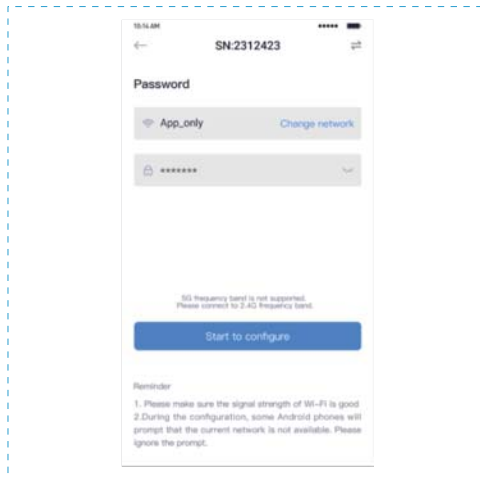 10:14 AM
SN:2312423
Password
App_only
Change network
*******
5G frequency band is not supported.
Please connect to 2.4G frequency band.
Start to configure
Reminder
1. Please make sure the signal strength of Wi-Fi is good
2.During the configuration, some Android phones will
prompt that the current network is not available. Please
ignore the prompt.